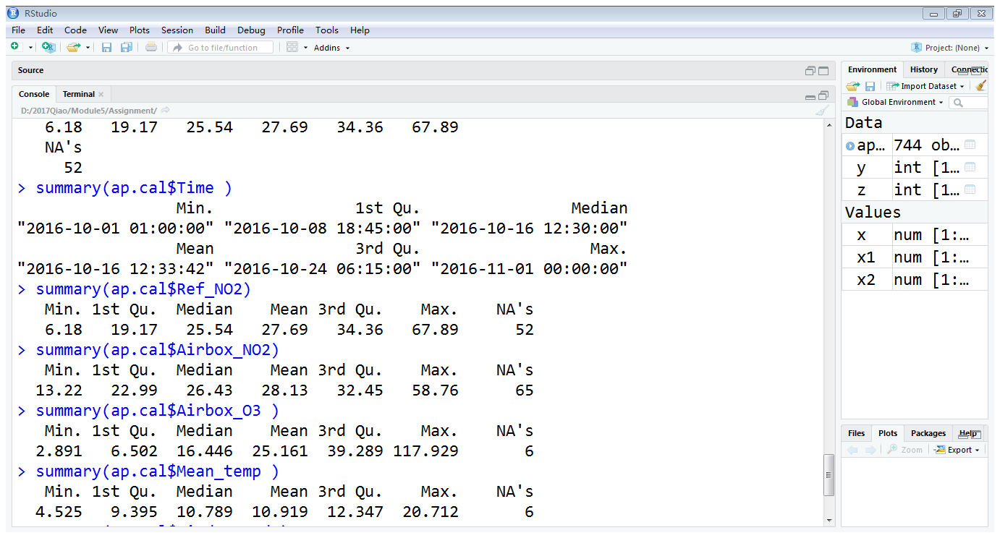 RStudio
File Edit Code View Plots Session Build Debug Profile Tools Help
Go to file/function Addins Project: (None)
Source
Console Terminal
D:/2017Qiao/Module5/Assignment/
6.18 19.17 25.54 27.69 34.36 67.89
NA's
52
> summary(ap.cal$Time )
Min. 1st Qu. Median
"2016-10-01 01:00:00" "2016-10-08 18:45:00" "2016-10-16 12:30:00"
Mean 3rd Qu. Max.
"2016-10-16 12:33:42" "2016-10-24 06:15:00" "2016-11-01 00:00:00"
> summary(ap.cal$Ref_NO2)
Min. 1st Qu. Median Mean 3rd Qu. Max. NA's
6.18 19.17 25.54 27.69 34.36 67.89 52
> summary(ap.cal$Airbox_NO2)
Min. 1st Qu. Median Mean 3rd Qu. Max. NA's
13.22 22.99 26.43 28.13 32.45 58.76 65
> summary(ap.cal$Airbox_O3 )
Min. 1st Qu. Median Mean 3rd Qu. Max. NA's
2.891 6.502 16.446 25.161 39.289 117.929 6
> summary(ap.cal$Mean_temp )
Min. 1st Qu. Median Mean 3rd Qu. Max. NA's
4.525 9.395 10.789 10.919 12.347 20.712 6
Environment History Connectic
Import Dataset
Global Environment
Data
ap… 744 ob…
y int [1…
z int [1…
Values
x num [1:…
x1 num [1:…
x2 num [1:…
Files Plots Packages Help
Zoom Export